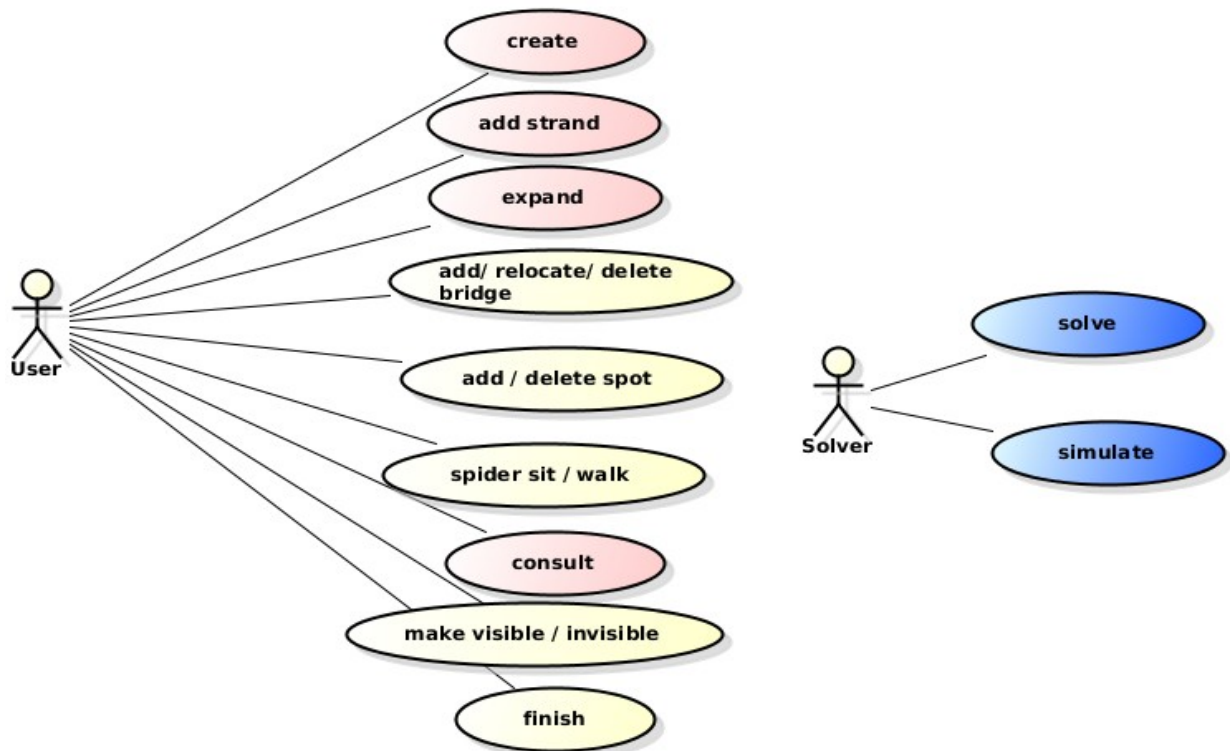 create
add strand
expand
add/ relocate/ delete
bridge
User
add / delete spot
spider sit / walk
consult
make visible / invisible
finish
solve
Solver
simulate